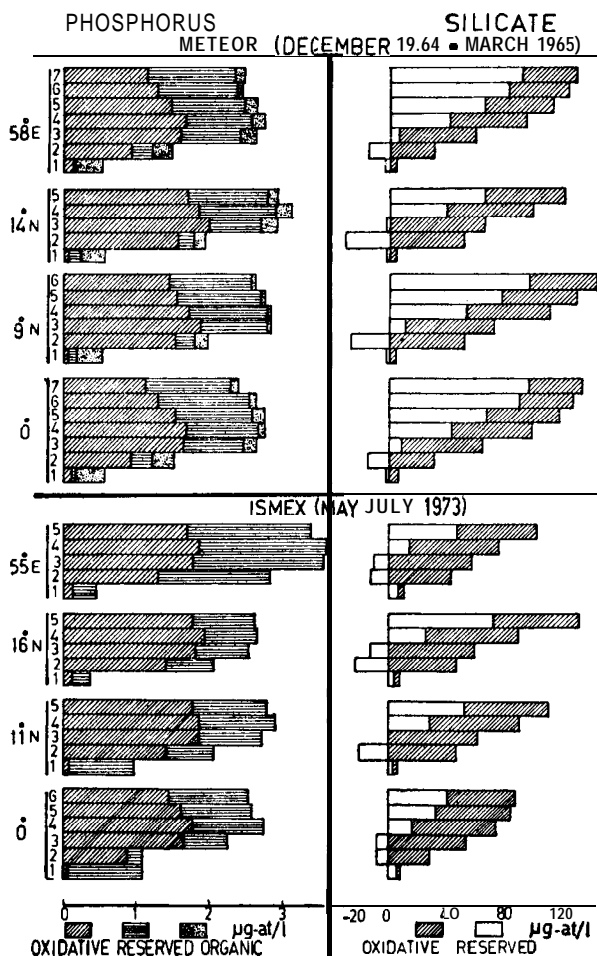 PHOSPHORUS SILICATE
METEOR (DECEMBER 19.64 ▪ MARCH 1965)
58°E 7 6 5 4 3 2 1
14°N 5 4 3 2 1
9°N 6 5 4 3 2 1
0° 7 6 5 4 3 2 1
ISMEX (MAY JULY 1973)
55°E 5 4 3 2 1
16°N 5 4 3 2 1
11°N 5 4 3 2 1
0° 6 5 4 3 2 1
0 1 2 3 -20 0 4.0 80 120
µg-at/l µg-at/l
OXIDATIVE RESERVED ORGANIC OXIDATIVE RESERVED